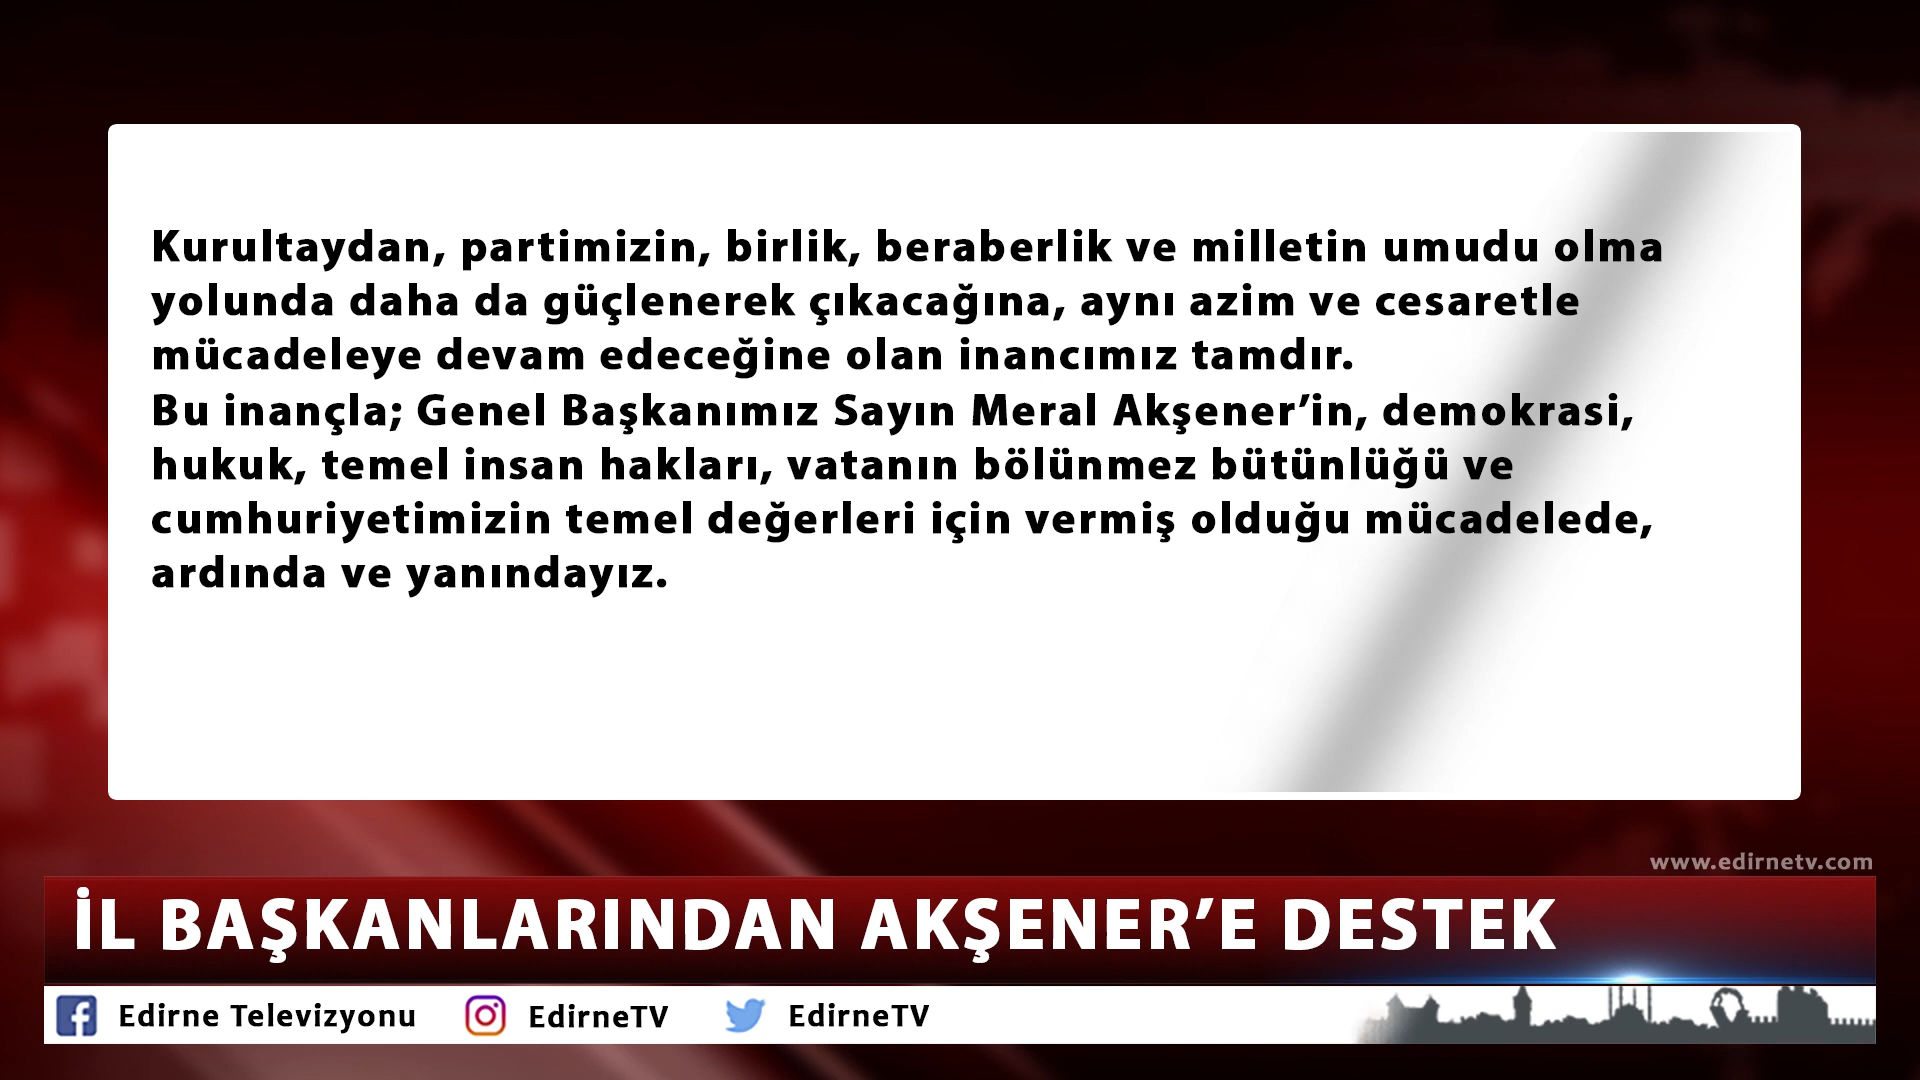 Kurultaydan, partimizin, birlik, beraberlik ve milletin umudu olma
yolunda daha da güçlenerek çıkacağına, aynı azim ve cesaretle
mücadeleye devam edeceğine olan inancımız tamdır.
Bu inançla; Genel Başkanımız Sayın Meral Akşener’in, demokrasi,
hukuk, temel insan hakları, vatanın bölünmez bütünlüğü ve
cumhuriyetimizin temel değerleri için vermiş olduğu mücadelede,
ardında ve yanındayız.
www.edirnetv.com
İL BAŞKANLARINDAN AKŞENER’E DESTEK
Edirne Televizyonu EdirneTV EdirneTV